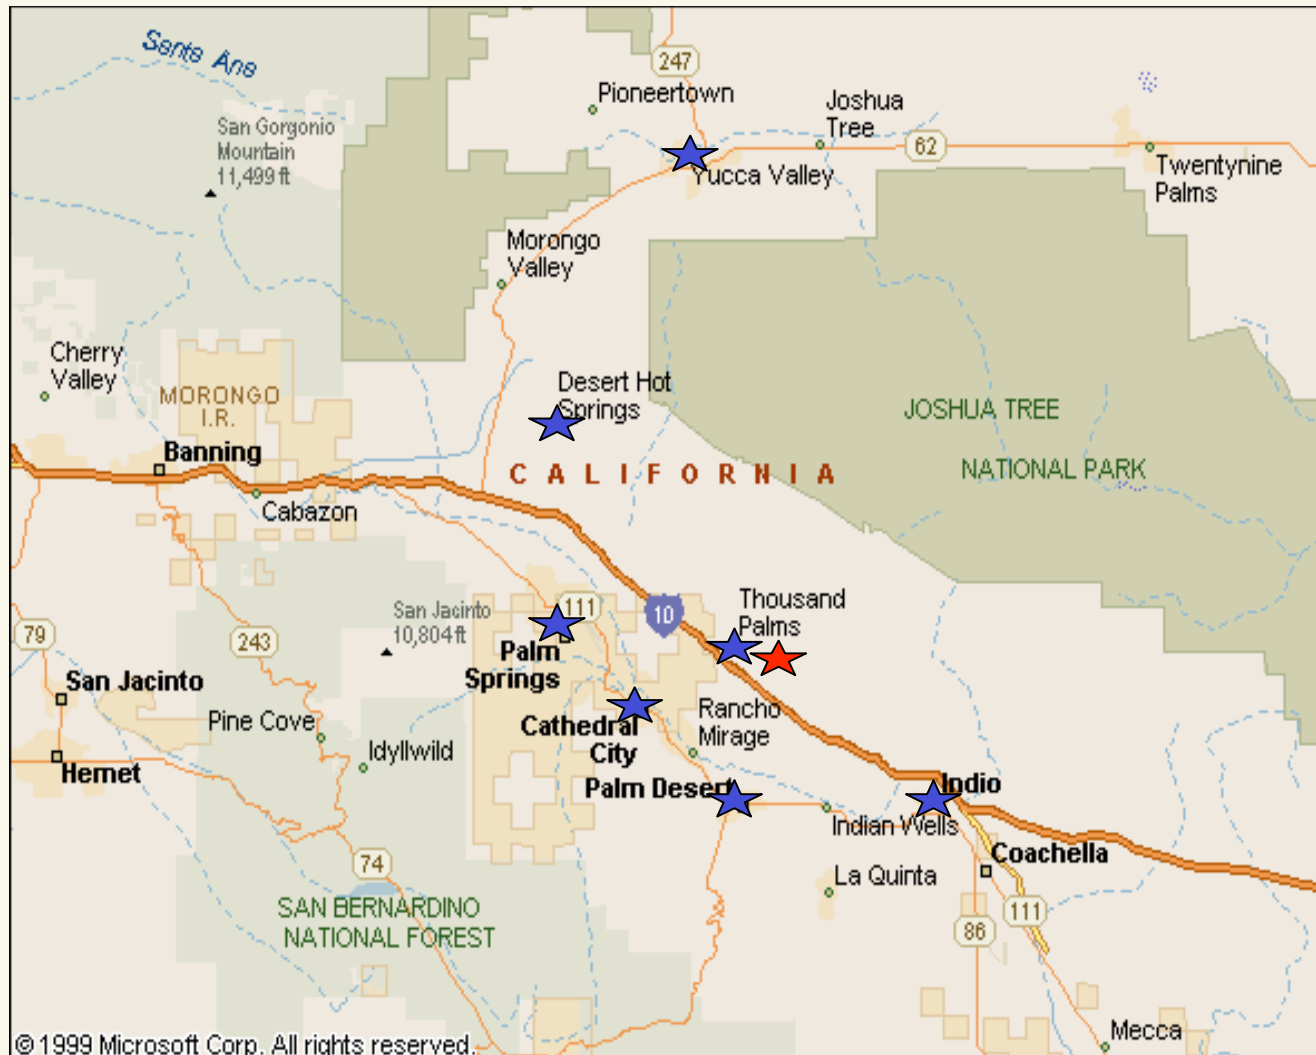 Santa Ana
247
Pioneertown
Joshua
Tree
San Gorgonio
Mountain
11,499 ft
62
Yucca Valley
Twentynine
Palms
Morongo
Valley
Cherry
Valley
Desert Hot
Springs
MORONGO
I.R.
JOSHUA TREE
NATIONAL PARK
Banning
CALIFORNIA
Cabazon
111
10
Thousand
Palms
San Jacinto
10,804 ft
79
243
Palm
Springs
San Jacinto
Pine Cove
Idyllwild
Cathedral
City
Rancho
Mirage
Hemet
Palm Desert
Indio
Indian Wells
Coachella
74
La Quinta
SAN BERNARDINO
NATIONAL FOREST
111
86
Mecca
© 1999 Microsoft Corp. All rights reserved.